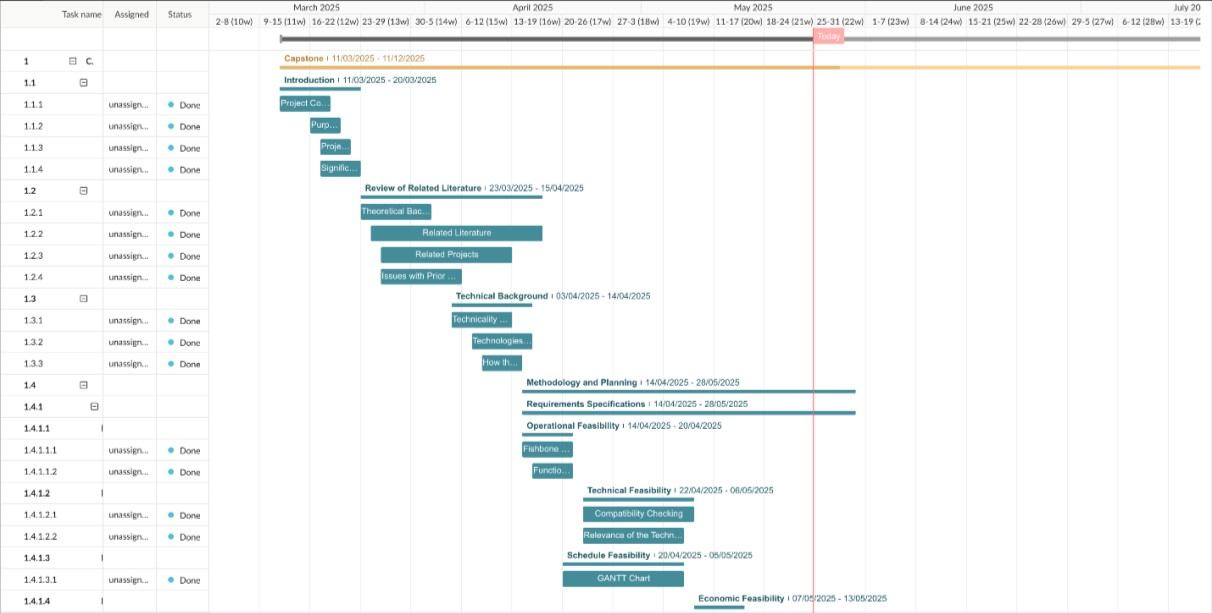 March 2025 April 2025 May 2025 June 2025 July 20
Task name Assigned Status
2-8 (10w) 9-15 (11w) 16-22 (12w) 23-29 (13w) 30-5 (14w) 6-12 (15w) 13-19 (16w) 20-26 (17w) 27-3 (18w) 4-10 (19w) 11-17 (20w) 18-24 (21w) 25-31 (22w) 1-7 (23w) 8-14 (24w) 15-21 (25w) 22-28 (26w) 29-5 (27w) 6-12 (28w) 13-19 (2
Today
1 C. Capstone 11/03/2025 - 11/12/2025
1.1 Introduction 11/03/2025 - 20/03/2025
1.1.1 unassign... Done Project Co...
1.1.2 unassign... Done Purp...
1.1.3 unassign... Done Proje...
1.1.4 unassign... Done Signific...
1.2 Review of Related Literature 23/03/2025 - 15/04/2025
1.2.1 unassign... Done Theoretical Bac...
1.2.2 unassign... Done Related Literature
1.2.3 unassign... Done Related Projects
1.2.4 unassign... Done Issues with Prior ...
1.3 Technical Background 03/04/2025 - 14/04/2025
1.3.1 unassign... Done Technicality ...
1.3.2 unassign... Done Technologies...
1.3.3 unassign... Done How th...
1.4 Methodology and Planning 14/04/2025 - 28/05/2025
1.4.1 Requirements Specifications 14/04/2025 - 28/05/2025
1.4.1.1 Operational Feasibility 14/04/2025 - 20/04/2025
1.4.1.1.1 unassign... Done Fishbone ...
1.4.1.1.2 unassign... Done Functio...
1.4.1.2 Technical Feasibility 22/04/2025 - 06/05/2025
1.4.1.2.1 unassign... Done Compatibility Checking
1.4.1.2.2 unassign... Done Relevance of the Techn...
1.4.1.3 Schedule Feasibility 20/04/2025 - 05/05/2025
1.4.1.3.1 unassign... Done GANTT Chart
1.4.1.4 Economic Feasibility 07/05/2025 - 13/05/2025